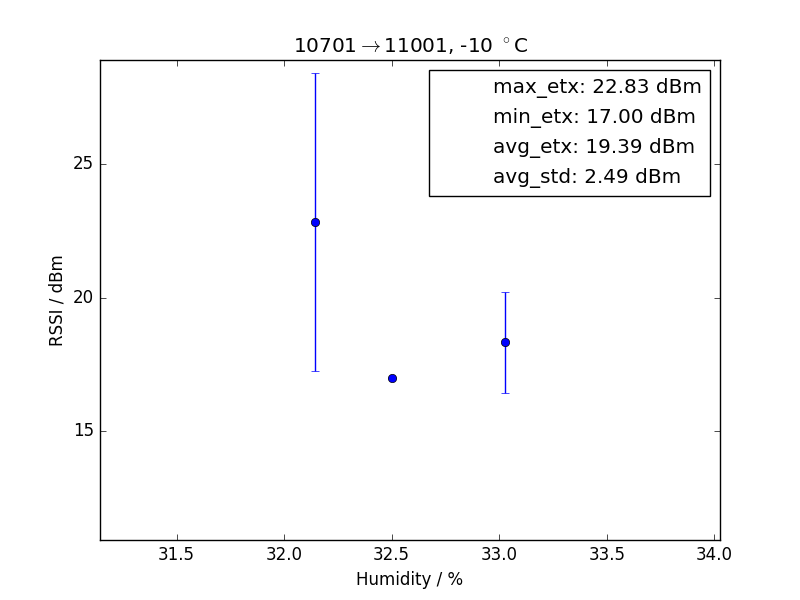 10701→11001, -10 °C
max_etx: 22.83 dBm
min_etx: 17.00 dBm
avg_etx: 19.39 dBm
avg_std: 2.49 dBm
RSSI / dBm
25
20
15
31.5 32.0 32.5 33.0 33.5 34.0
Humidity / %